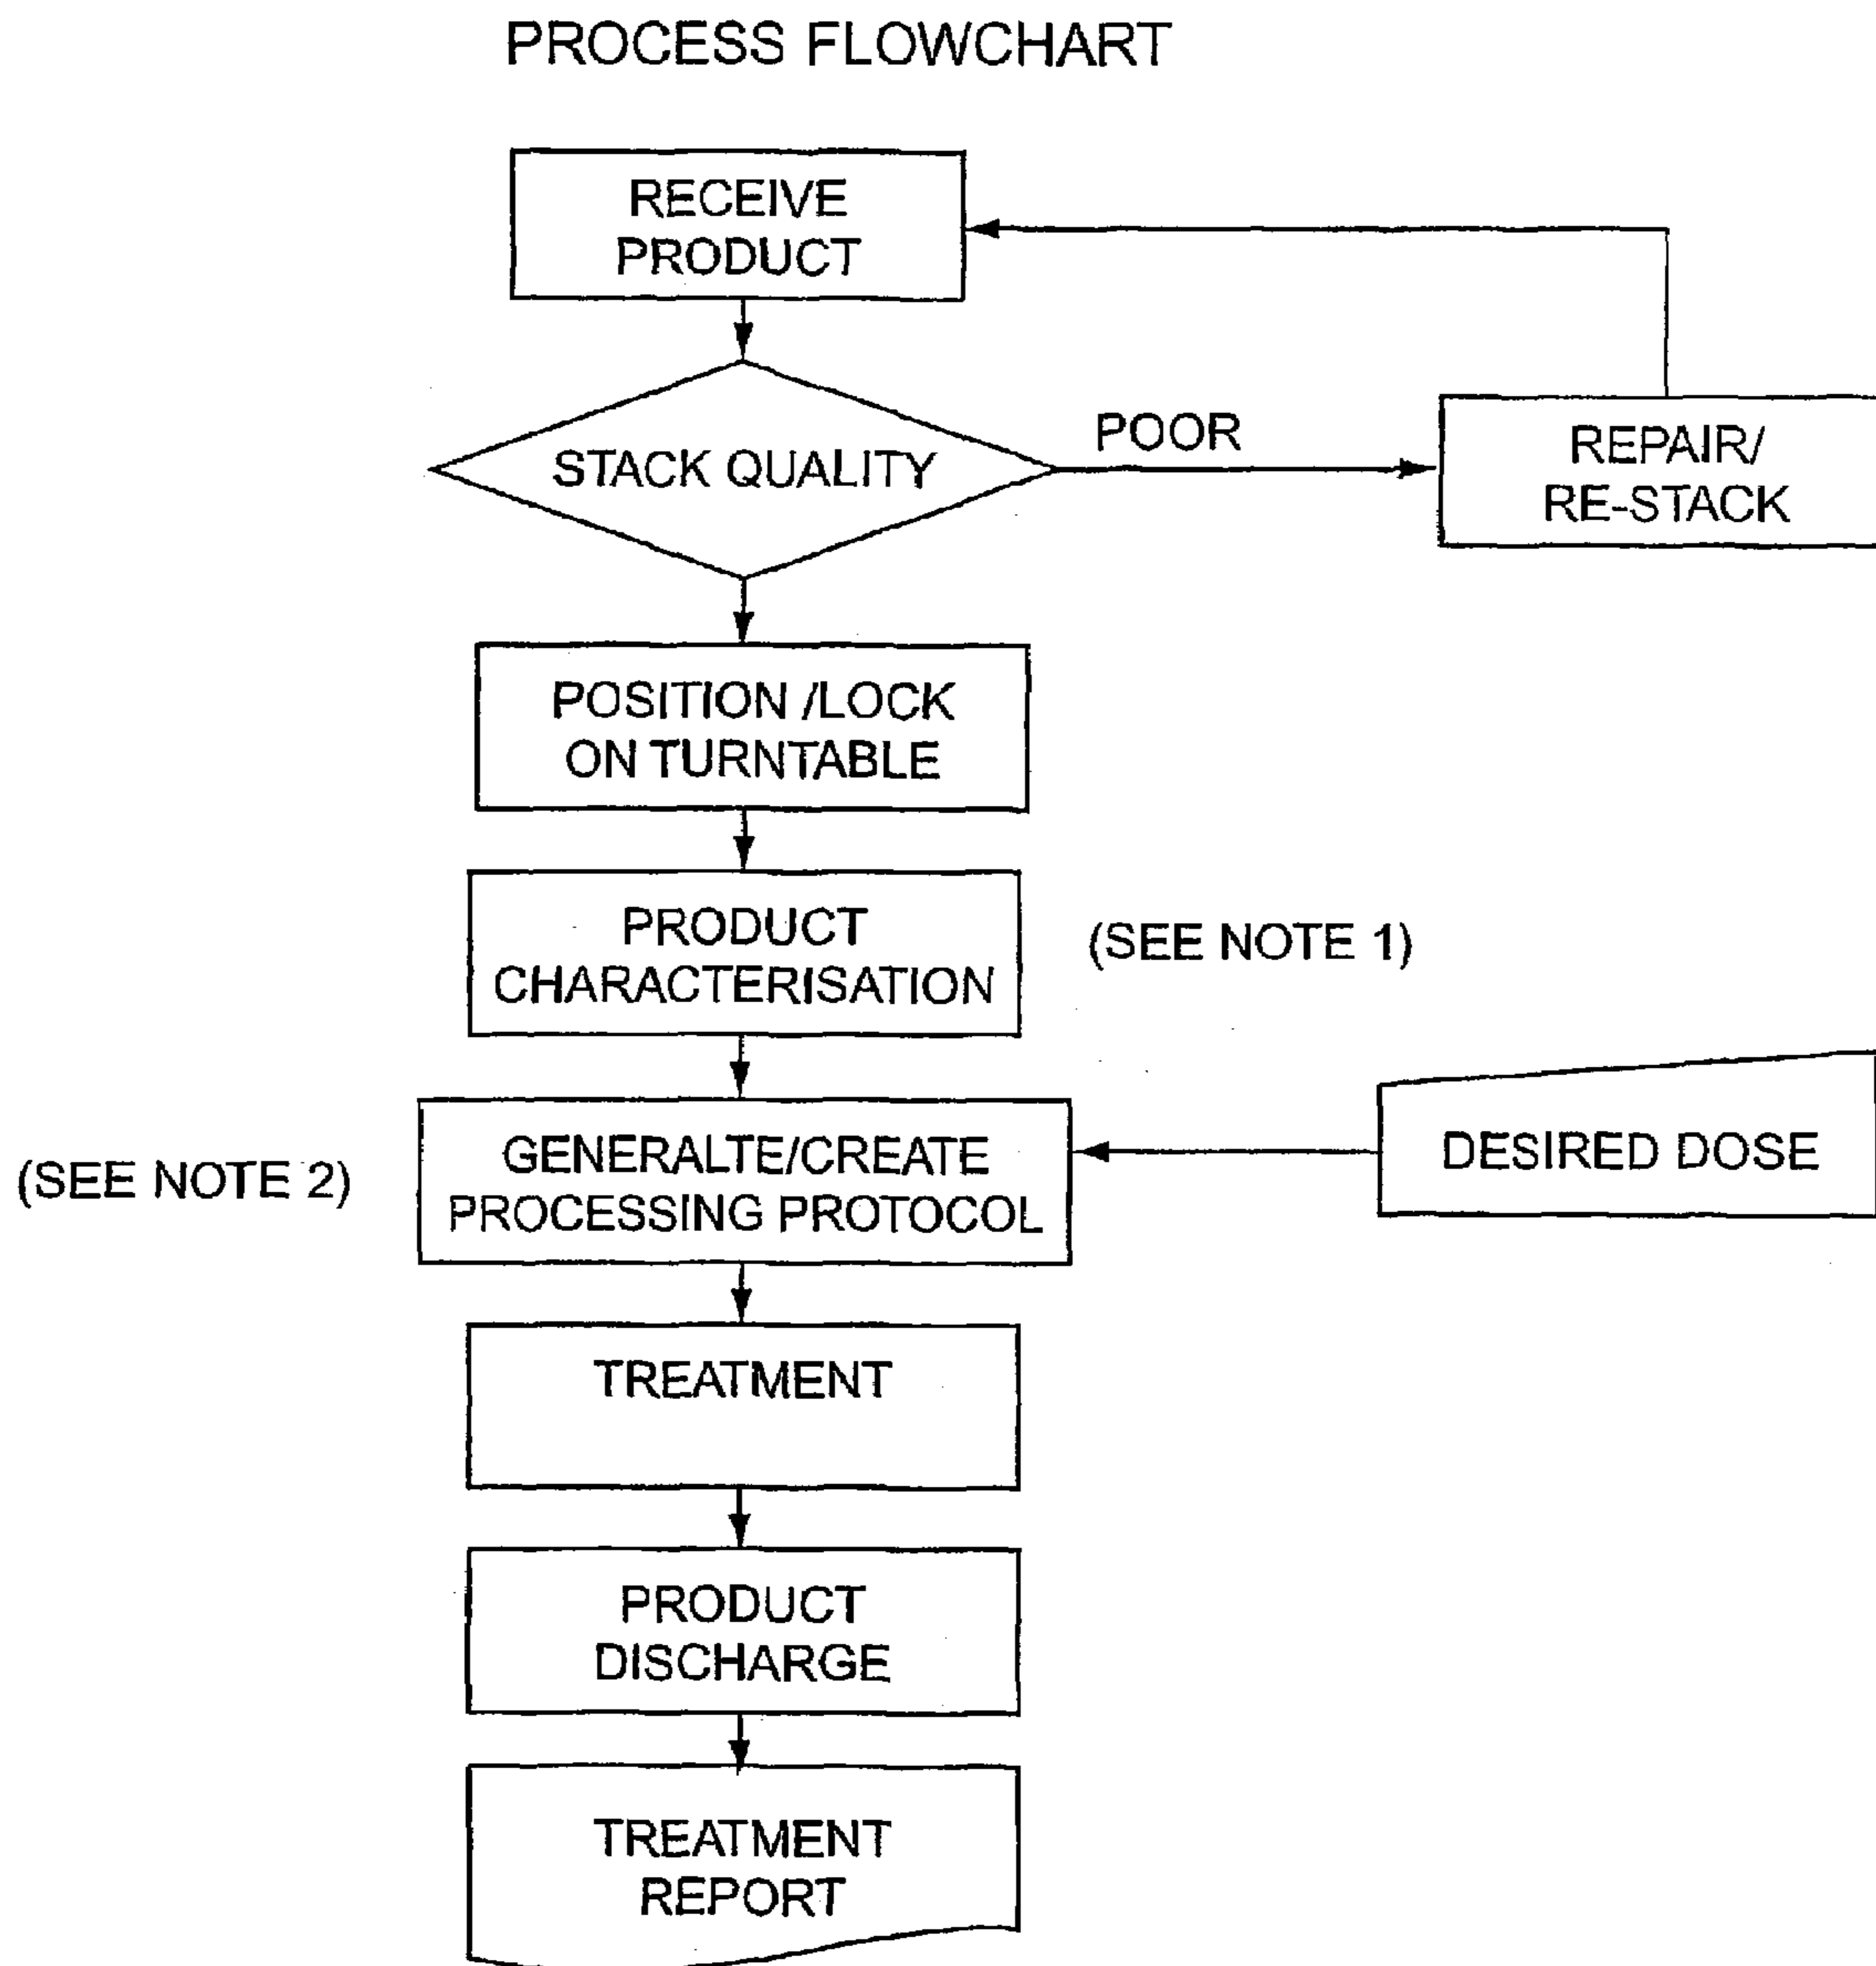 PROCESS FLOWCHART
RECEIVE
PRODUCT
STACK QUALITY
POOR
REPAIR/
RE-STACK
POSITION /LOCK
ON TURNTABLE
PRODUCT
CHARACTERISATION
(SEE NOTE 1)
(SEE NOTE 2)
GENERALTE/CREATE
PROCESSING PROTOCOL
DESIRED DOSE
TREATMENT
PRODUCT
DISCHARGE
TREATMENT
REPORT